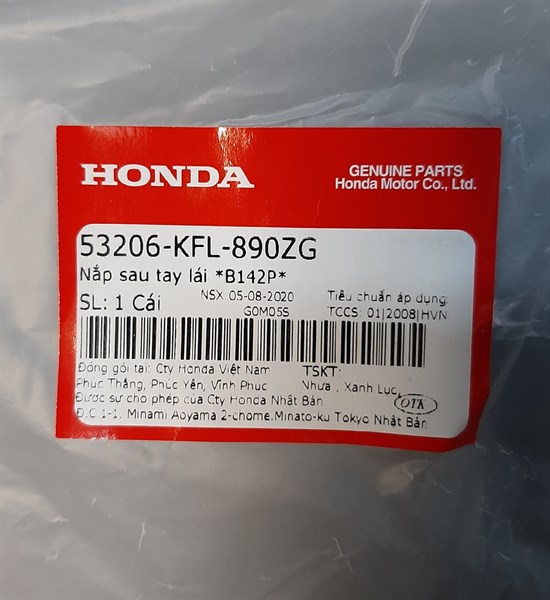 HONDA
GENUINE PARTS
Honda Motor Co., Ltd.
53206-KFL-890ZG
Nắp sau tay lái *B142P*
SL: 1 Cái
NSX: 05-08-2020
G0M05S
Tiêu chuẩn áp dụng
TCCS: 01|2008|HVN
Đóng gói tại: Cty Honda Việt Nam
Phúc Thắng, Phúc Yên, Vĩnh Phúc
TSKT:
Nhựa , Xanh Lục,
Được sự cho phép của Cty Honda Nhật Bản
Đ.C 1-1, Minami Aoyama 2-chome,Minato-ku Tokyo Nhật Bản
OTK